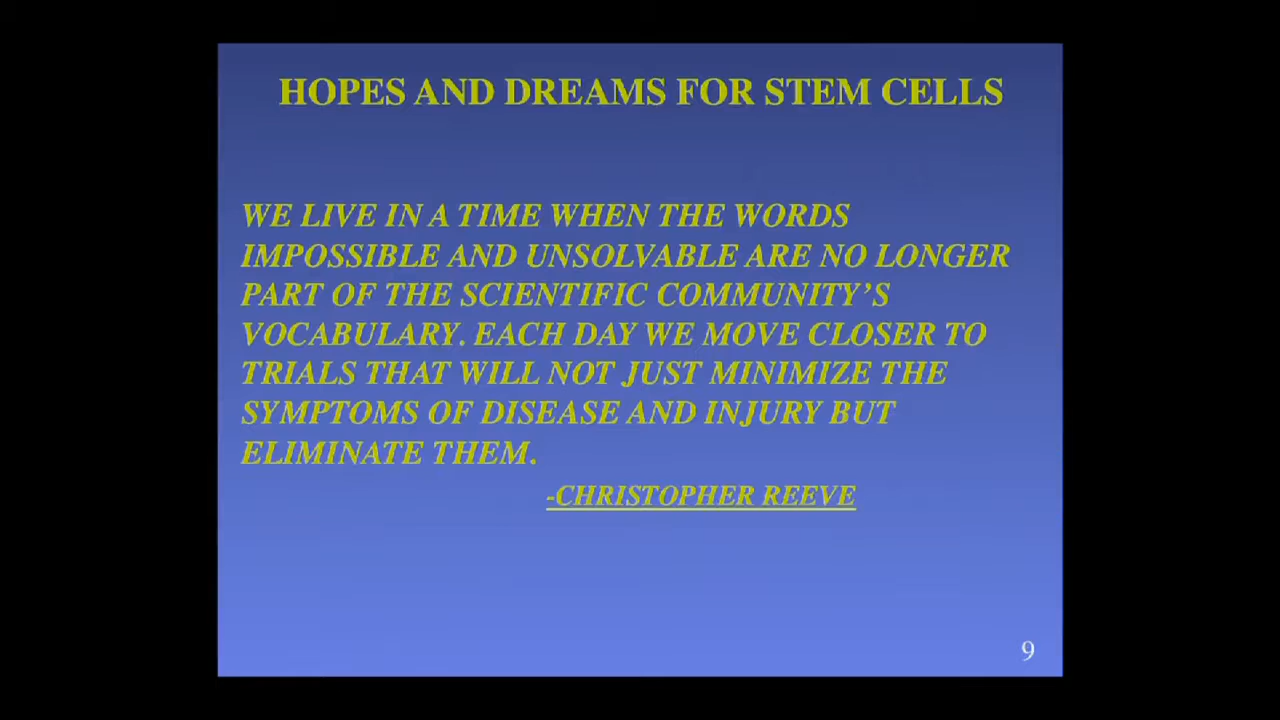 HOPES AND DREAMS FOR STEM CELLS
WE LIVE IN A TIME WHEN THE WORDS
IMPOSSIBLE AND UNSOLVABLE ARE NO LONGER
PART OF THE SCIENTIFIC COMMUNITY’S
VOCABULARY. EACH DAY WE MOVE CLOSER TO
TRIALS THAT WILL NOT JUST MINIMIZE THE
SYMPTOMS OF DISEASE AND INJURY BUT
ELIMINATE THEM.
-CHRISTOPHER REEVE
9